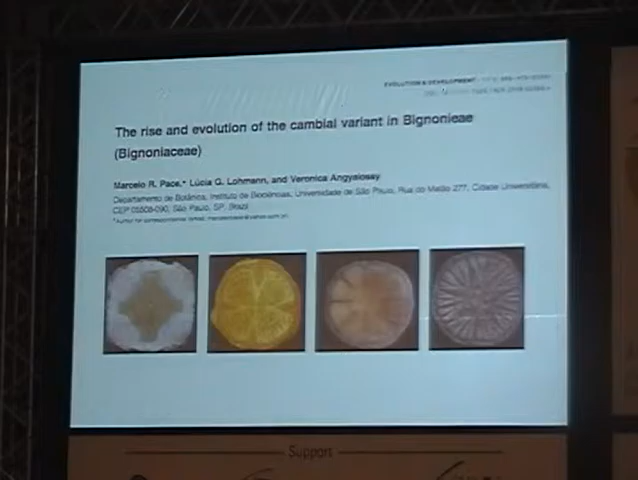 EVOLUTION & DEVELOPMENT
The rise and evolution of the cambial variant in Bignonieae
(Bignoniaceae)
Marcelo R. Pace,* Lúcia G. Lohmann, and Veronica Angyalossy
Departamento de Botânica, Instituto de Biociências, Universidade de São Paulo, Rua do Matão 277, Cidade Universitária,
CEP 05508-090, São Paulo, SP, Brazil
Support